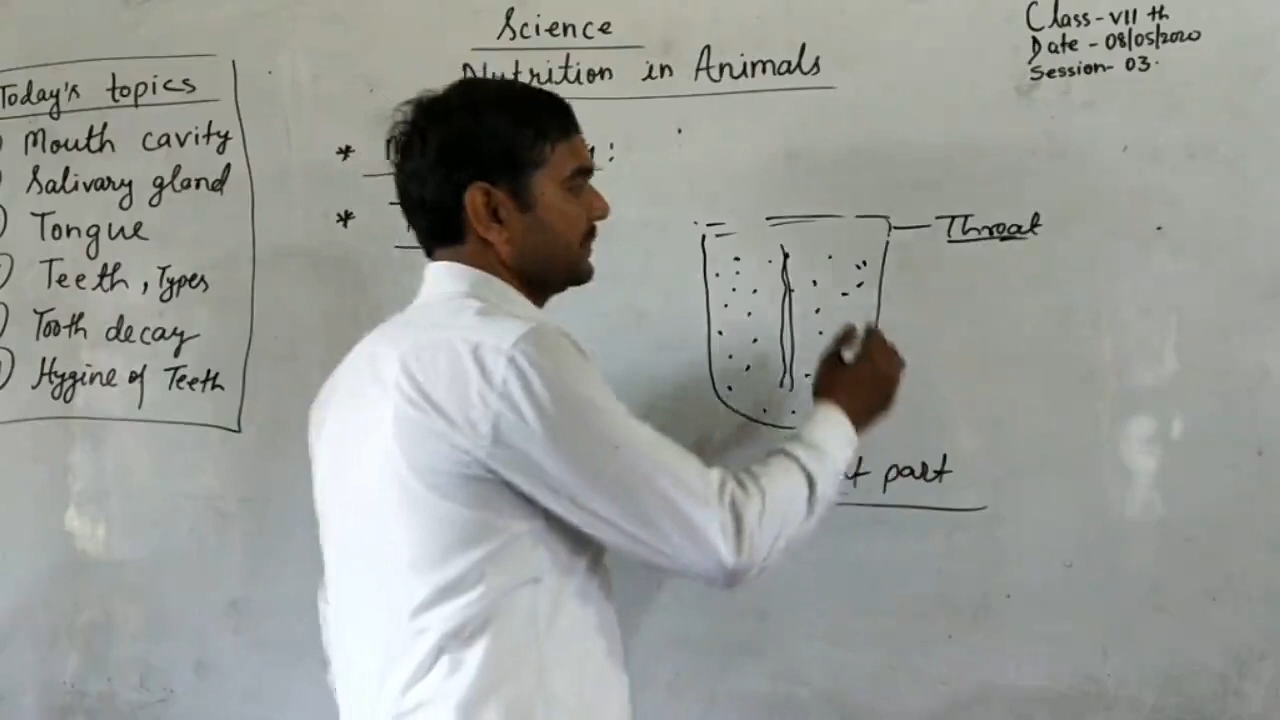 Science
Nutrition in Animals
Class-VII th
Date - 08/05/2020
Session- 03.
Today's topics
Mouth cavity
Salivary gland
Tongue
Teeth, Types
Tooth decay
Hygine of Teeth
*
*
Throat
part